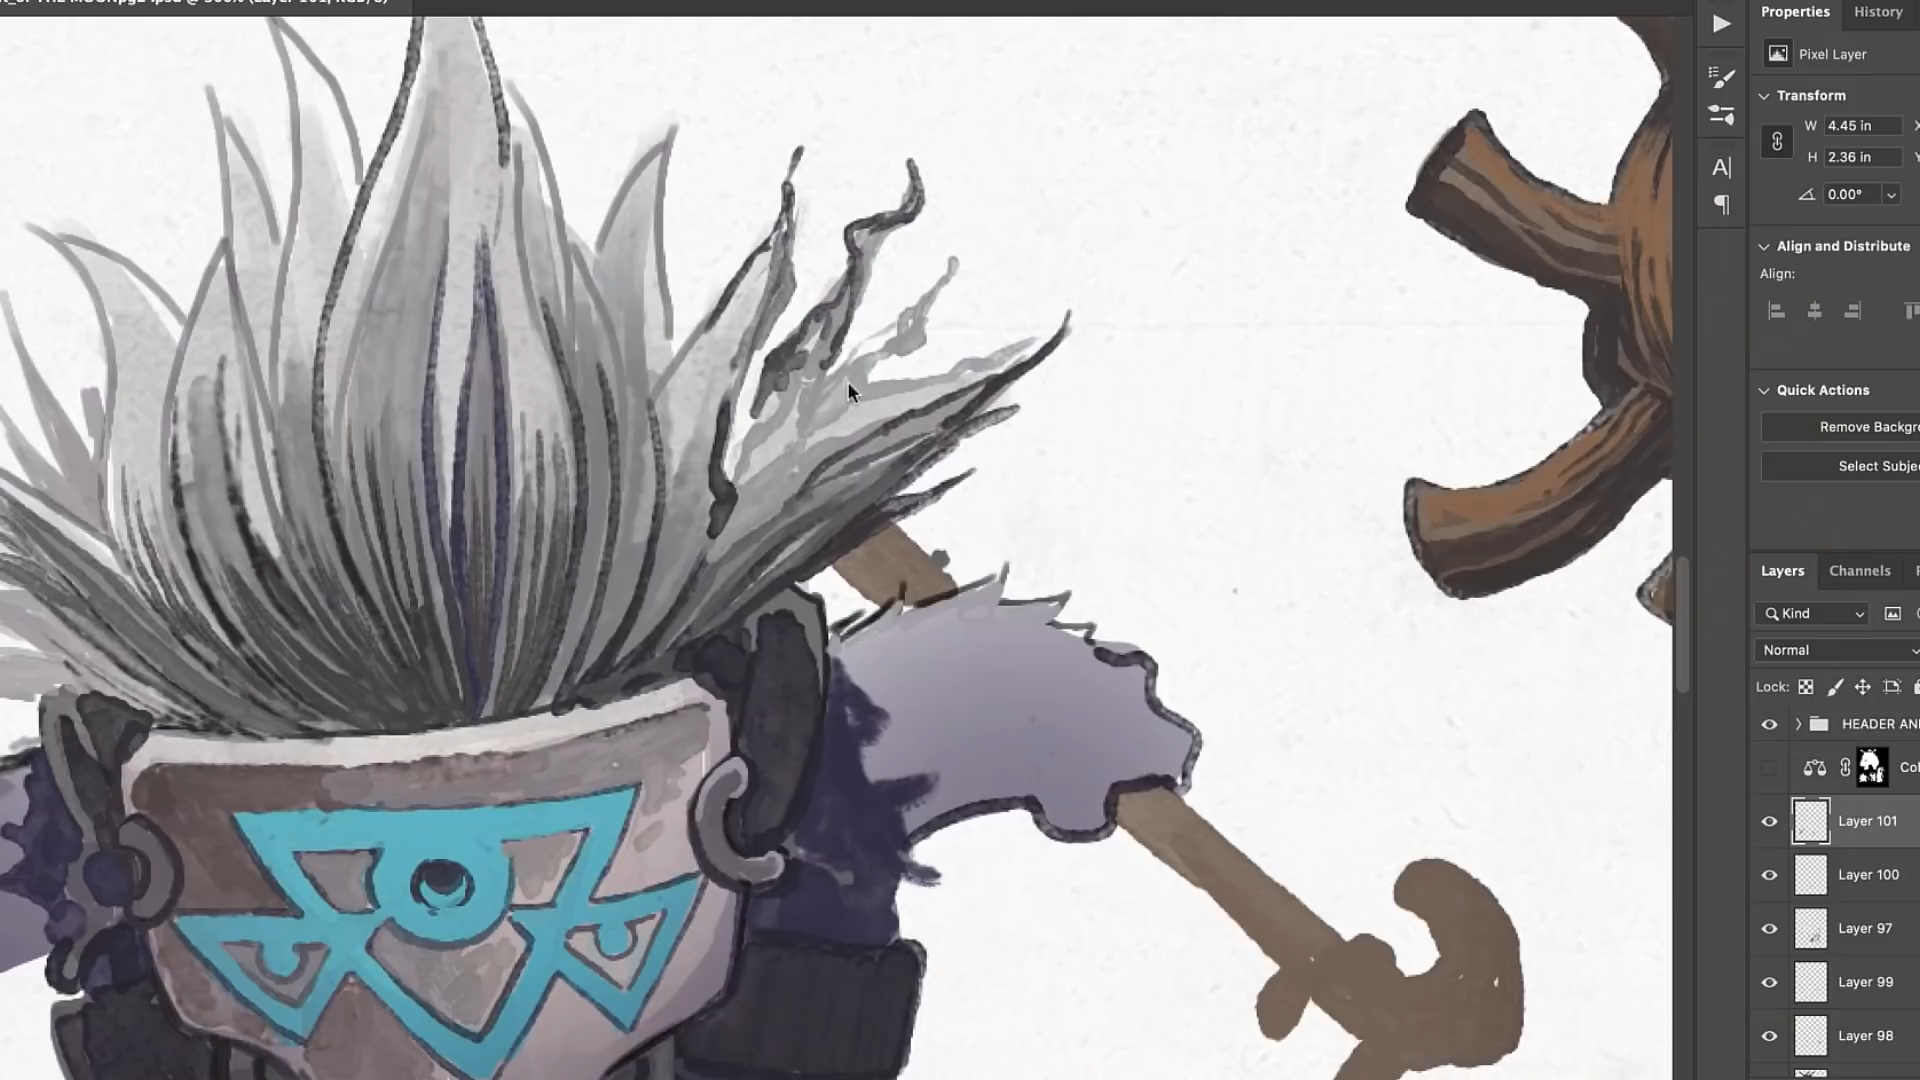 Properties History
Pixel Layer
Transform
W 4.45 in
H 2.36 in
0.00°
Align and Distribute
Align:
Quick Actions
Remove Backgr
Select Subje
Layers Channels
Kind
Normal
Lock:
HEADER AN
Col
Layer 101
Layer 100
Layer 97
Layer 99
Layer 98